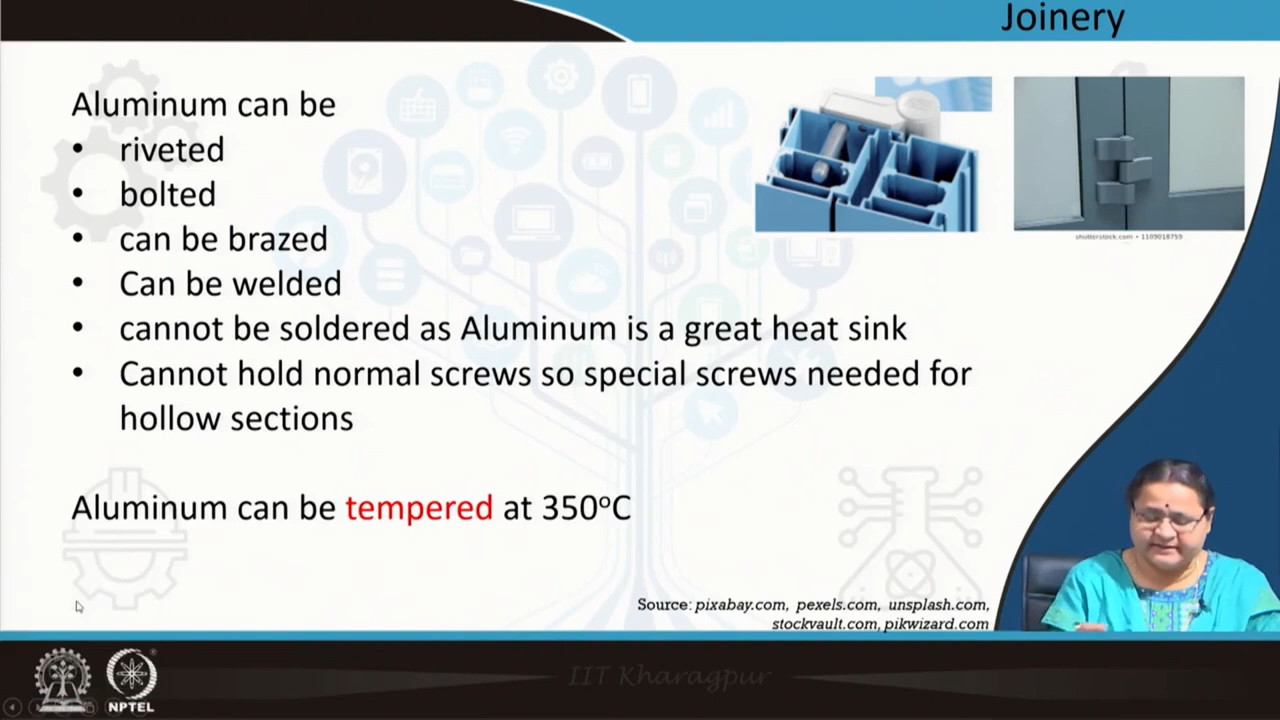 Joinery
Aluminum can be
• riveted
• bolted
• can be brazed
• Can be welded
• cannot be soldered as Aluminum is a great heat sink
• Cannot hold normal screws so special screws needed for
hollow sections
shutterstock.com • 1109018759
Aluminum can be tempered at 350°C
Source: pixabay.com, pexels.com, unsplash.com,
stockvault.com, pikwizard.com
IIT Kharagpur
NPTEL